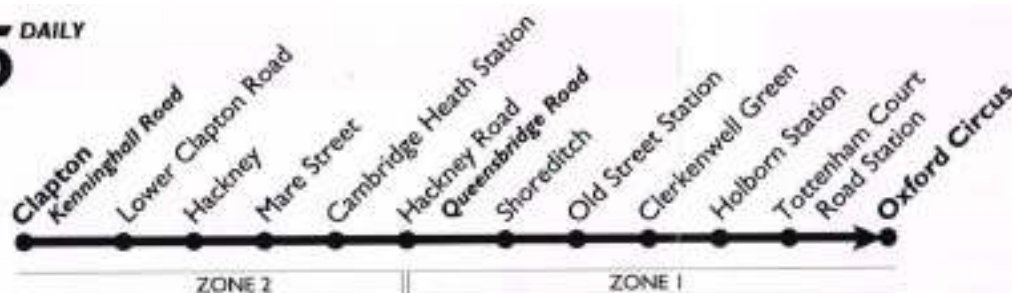 5 DAILY
Clapton
Kenninghall Road
Lower Clapton Road
Hackney
Mare Street
Cambridge Heath Station
Hackney Road
Queensbridge Road
Shoreditch
Old Street Station
Clerkenwell Green
Holborn Station
Tottenham Court
Road Station
Oxford Circus
ZONE 2
ZONE 1